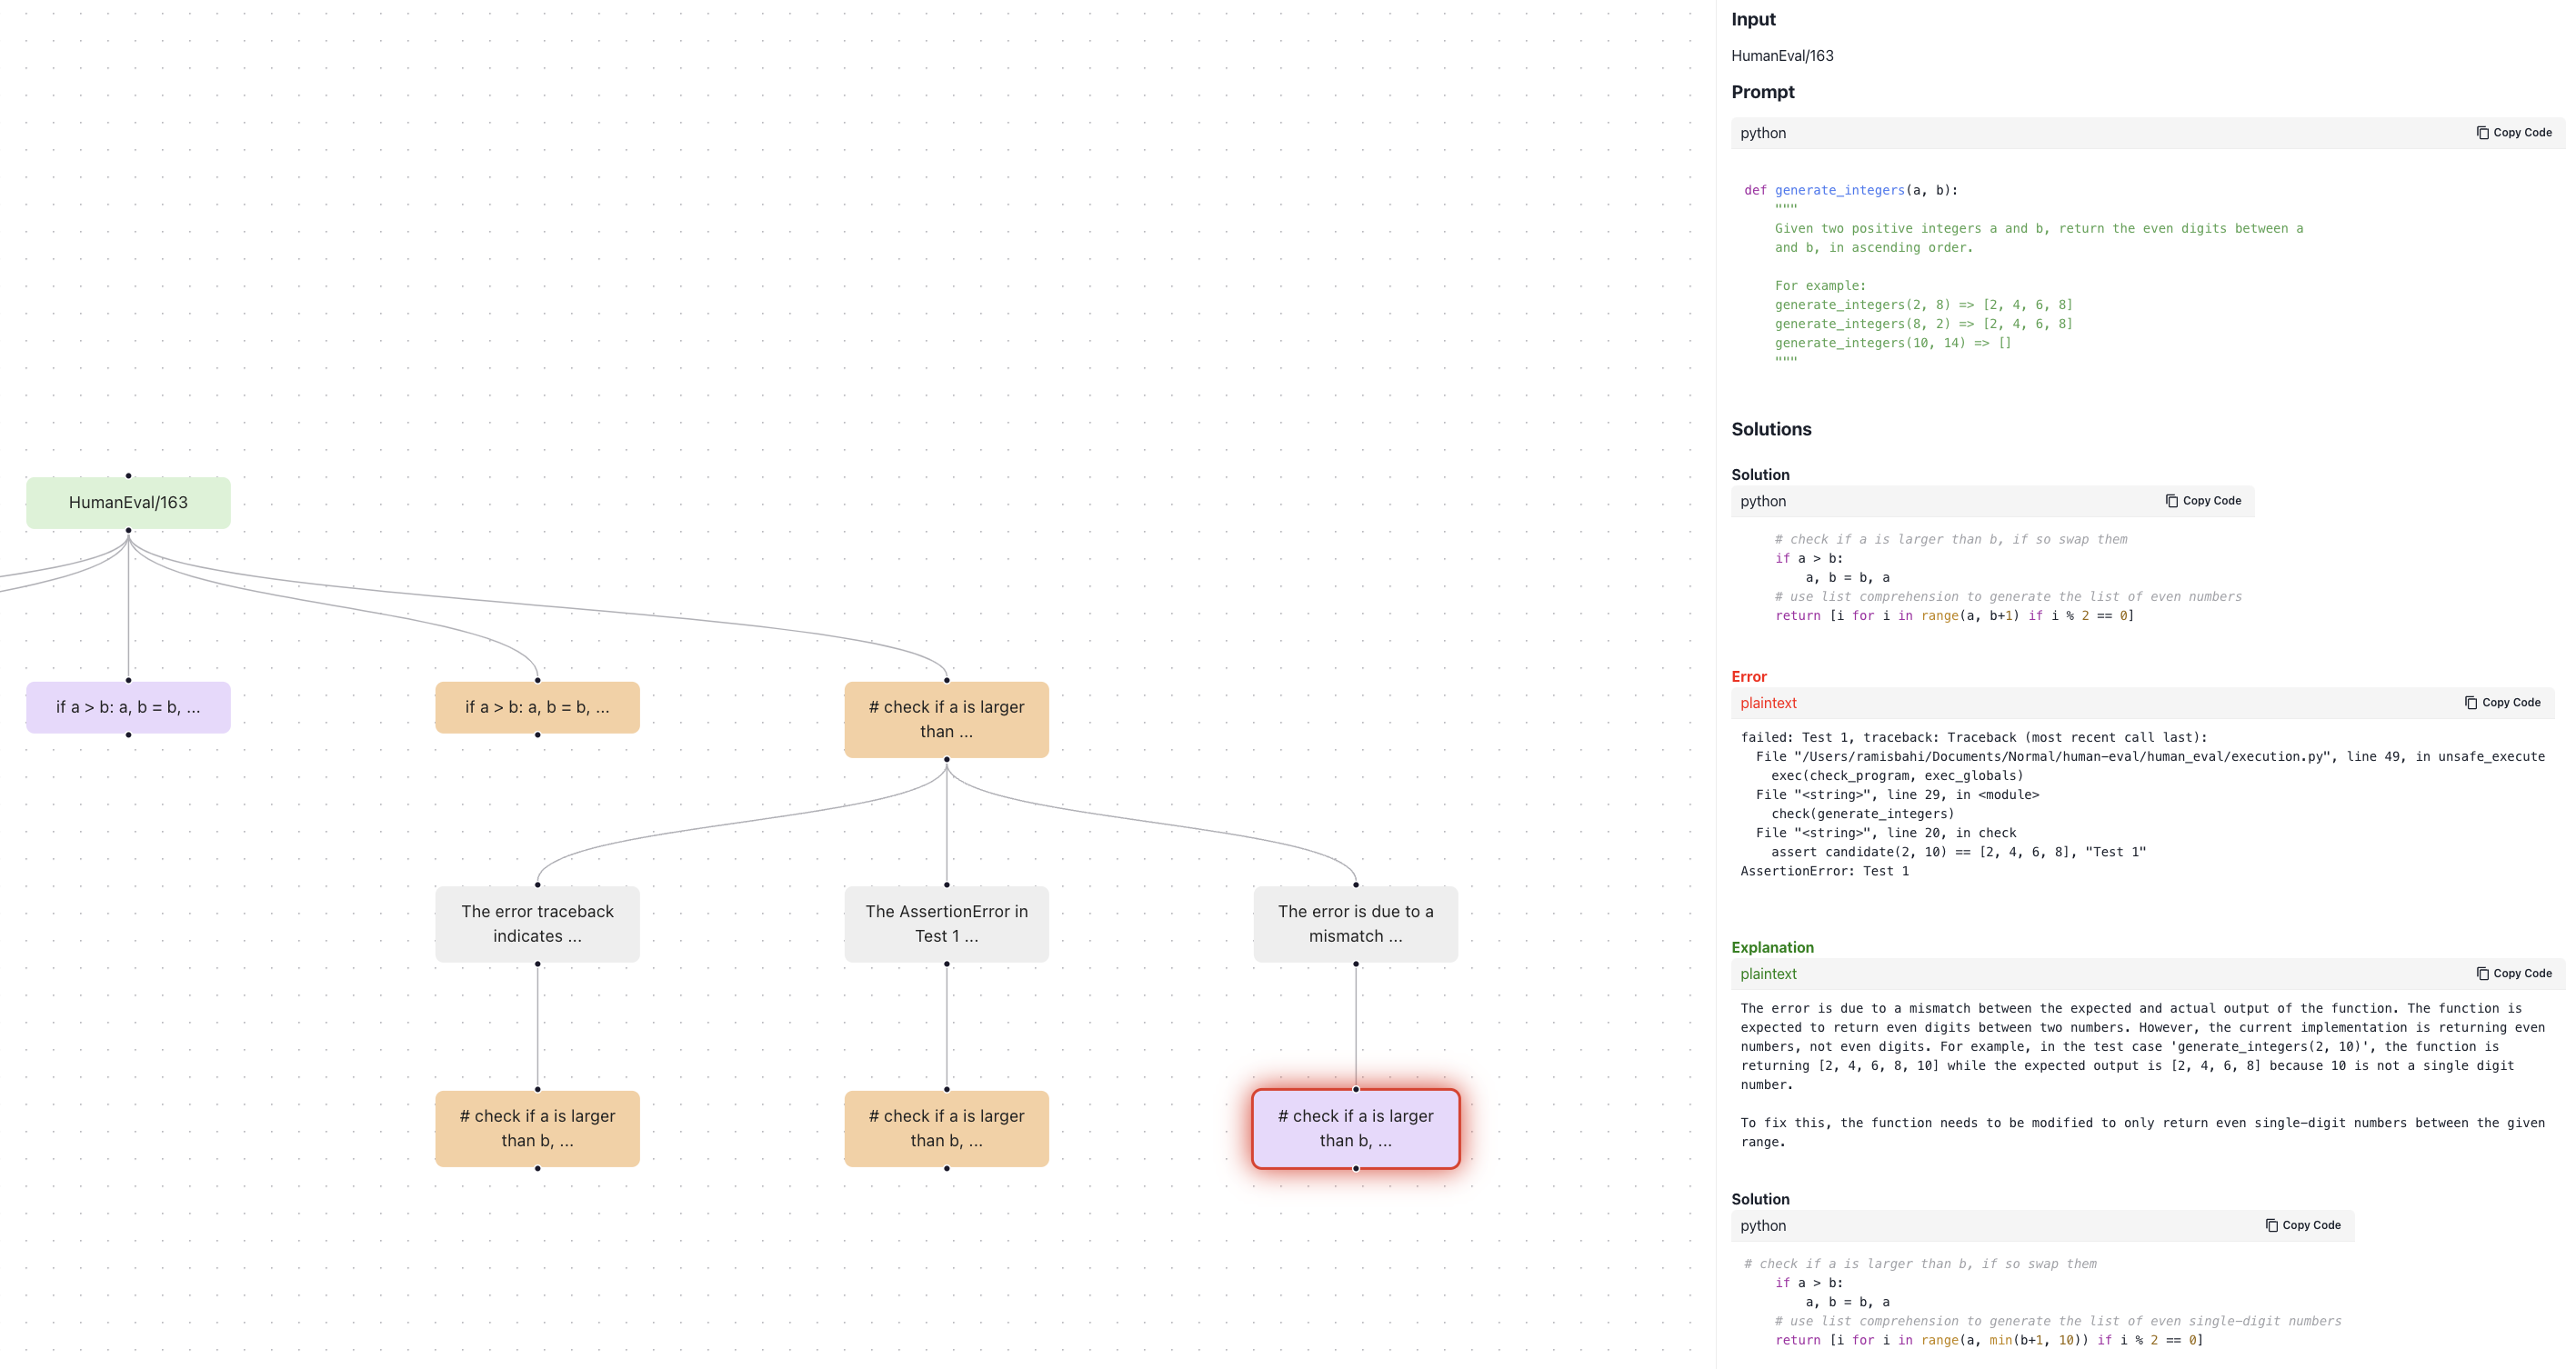 HumanEval/163
if a > b: a, b = b, ...
if a > b: a, b = b, ...
# check if a is larger
than ...
The error traceback
indicates ...
The AssertionError in
Test 1 ...
The error is due to a
mismatch ...
# check if a is larger
than b, ...
# check if a is larger
than b, ...
# check if a is larger
than b, ...
Input
HumanEval/163
Prompt
python
Copy Code
def generate_integers(a, b):
    """
    Given two positive integers a and b, return the even digits between a
    and b, in ascending order.
    For example:
    generate_integers(2, 8) => [2, 4, 6, 8]
    generate_integers(8, 2) => [2, 4, 6, 8]
    generate_integers(10, 14) => []
    """
Solutions
Solution
python
Copy Code
    # check if a is larger than b, if so swap them
    if a > b:
        a, b = b, a
    # use list comprehension to generate the list of even numbers
    return [i for i in range(a, b+1) if i % 2 == 0]
Error
plaintext
Copy Code
failed: Test 1, traceback: Traceback (most recent call last):
  File "/Users/ramisbahi/Documents/Normal/human-eval/human_eval/execution.py", line 49, in unsafe_execute
    exec(check_program, exec_globals)
  File "<string>", line 29, in <module>
    check(generate_integers)
  File "<string>", line 20, in check
    assert candidate(2, 10) == [2, 4, 6, 8], "Test 1"
AssertionError: Test 1
Explanation
plaintext
Copy Code
The error is due to a mismatch between the expected and actual output of the function. The function is
expected to return even digits between two numbers. However, the current implementation is returning even
numbers, not even digits. For example, in the test case 'generate_integers(2, 10)', the function is
returning [2, 4, 6, 8, 10] while the expected output is [2, 4, 6, 8] because 10 is not a single digit
number.
To fix this, the function needs to be modified to only return even single-digit numbers between the given
range.
Solution
python
Copy Code
# check if a is larger than b, if so swap them
    if a > b:
        a, b = b, a
    # use list comprehension to generate the list of even single-digit numbers
    return [i for i in range(a, min(b+1, 10)) if i % 2 == 0]